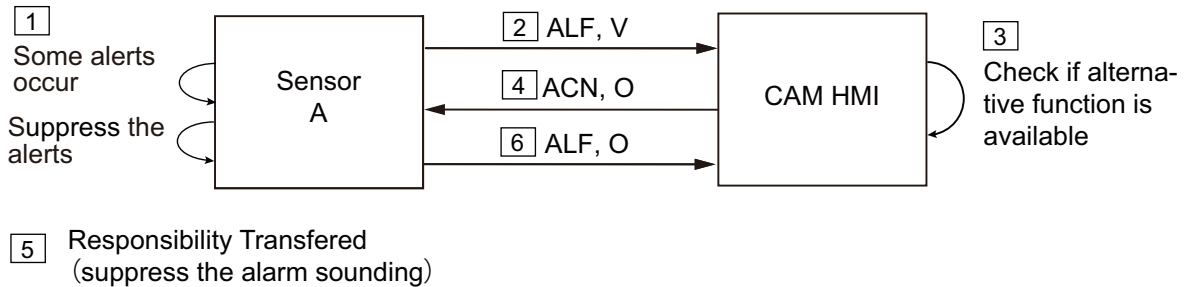 1
Some alerts
occur
Suppress the
alerts
Sensor
A
2 ALF, V
4 ACN, O
6 ALF, O
CAM HMI
3
Check if alterna-
tive function is
available
5 Responsibility Transfered
(suppress the alarm sounding)